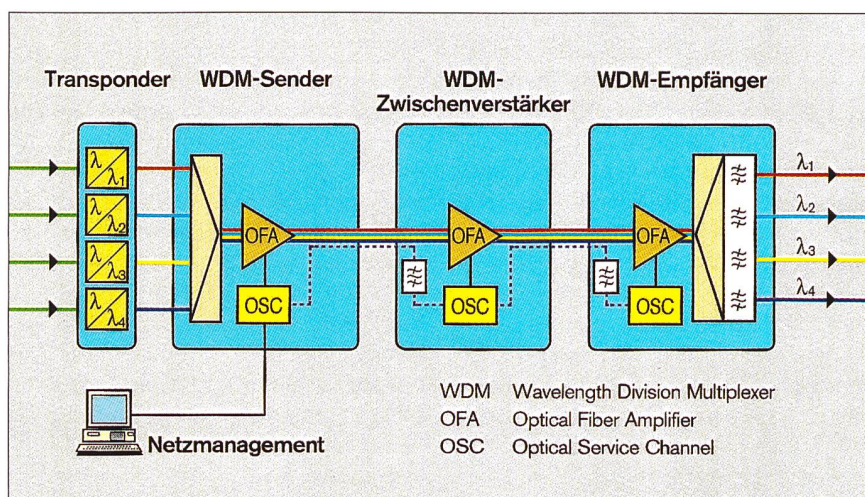 Transponder
WDM-Sender
WDM-
Zwischenverstärker
WDM-Empfänger
λ
λ1
λ
λ2
λ
λ3
λ
λ4
OFA
OSC
OFA
OSC
OFA
OSC
λ1
λ2
λ3
λ4
Netzmanagement
WDM Wavelength Division Multiplexer
OFA Optical Fiber Amplifier
OSC Optical Service Channel